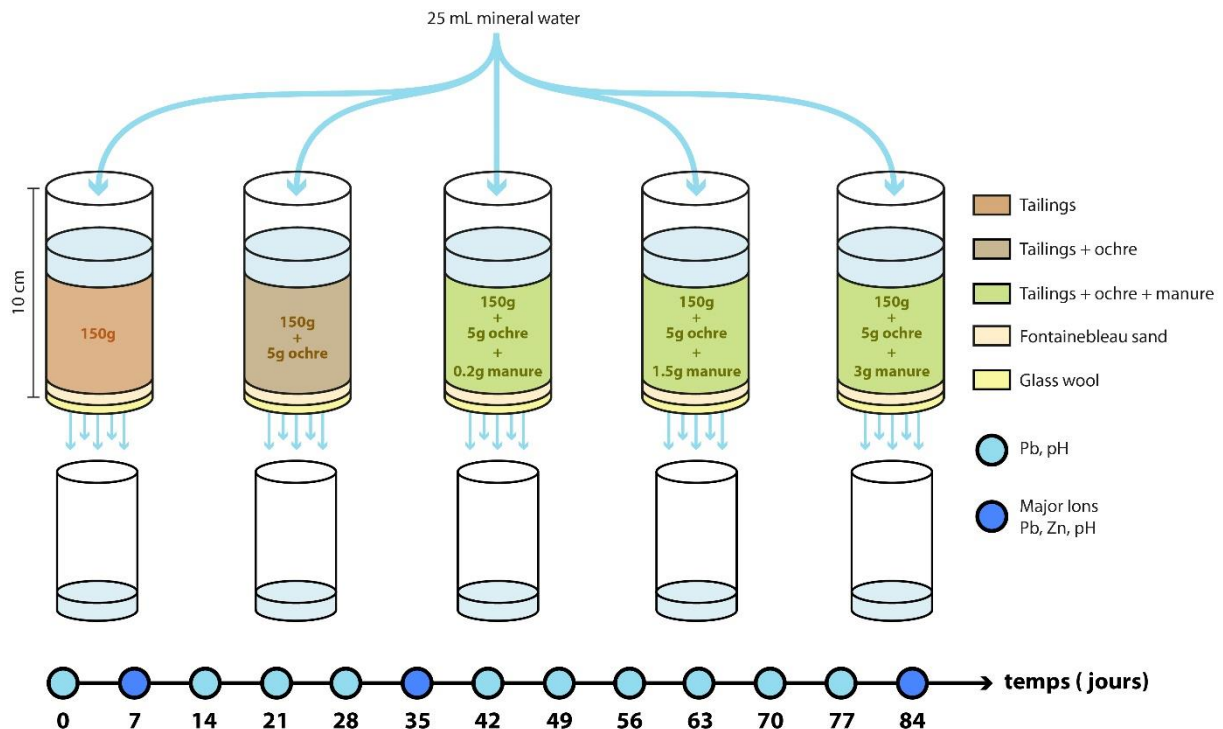 25 mL mineral water
10 cm
150g
150g
+
5g ochre
150g
+
5g ochre
+
0.2g manure
150g
+
5g ochre
+
1.5g manure
150g
+
5g ochre
+
3g manure
Tailings
Tailings + ochre
Tailings + ochre + manure
Fontainebleau sand
Glass wool
Pb, pH
Major Ions
Pb, Zn, pH
temps ( jours)
0 7 14 21 28 35 42 49 56 63 70 77 84